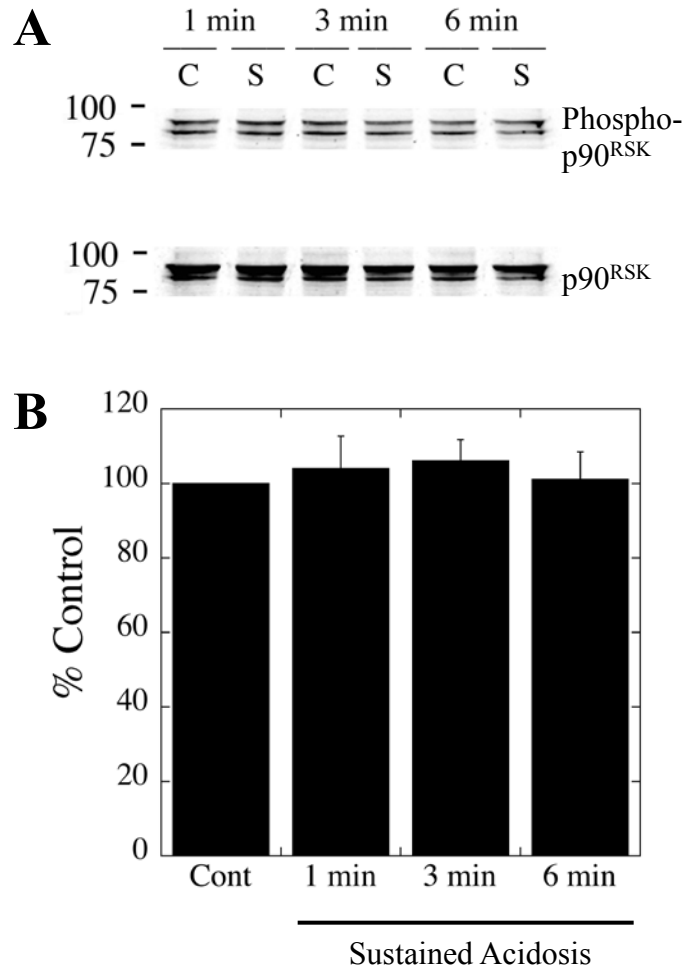 A
1 min 3 min 6 min
C S C S C S
100
75
Phospho-
p90RSK
100
75
p90RSK
B
120
100
80
60
40
20
0
% Control
Cont 1 min 3 min 6 min
Sustained Acidosis